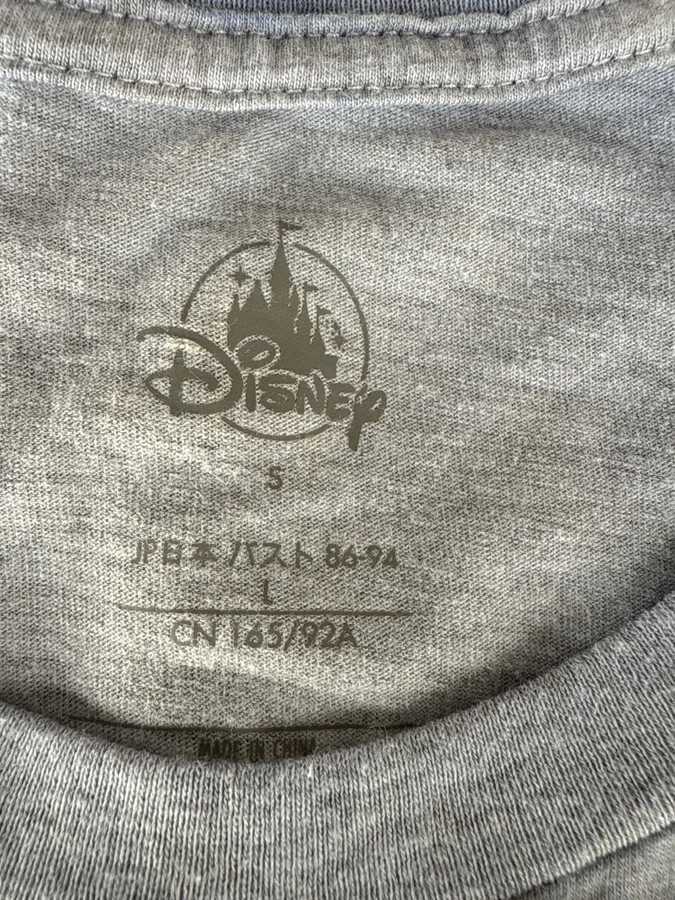 Disney
S
JP日本 バスト 86-94
L
CN 165/92A
MADE IN CHINA